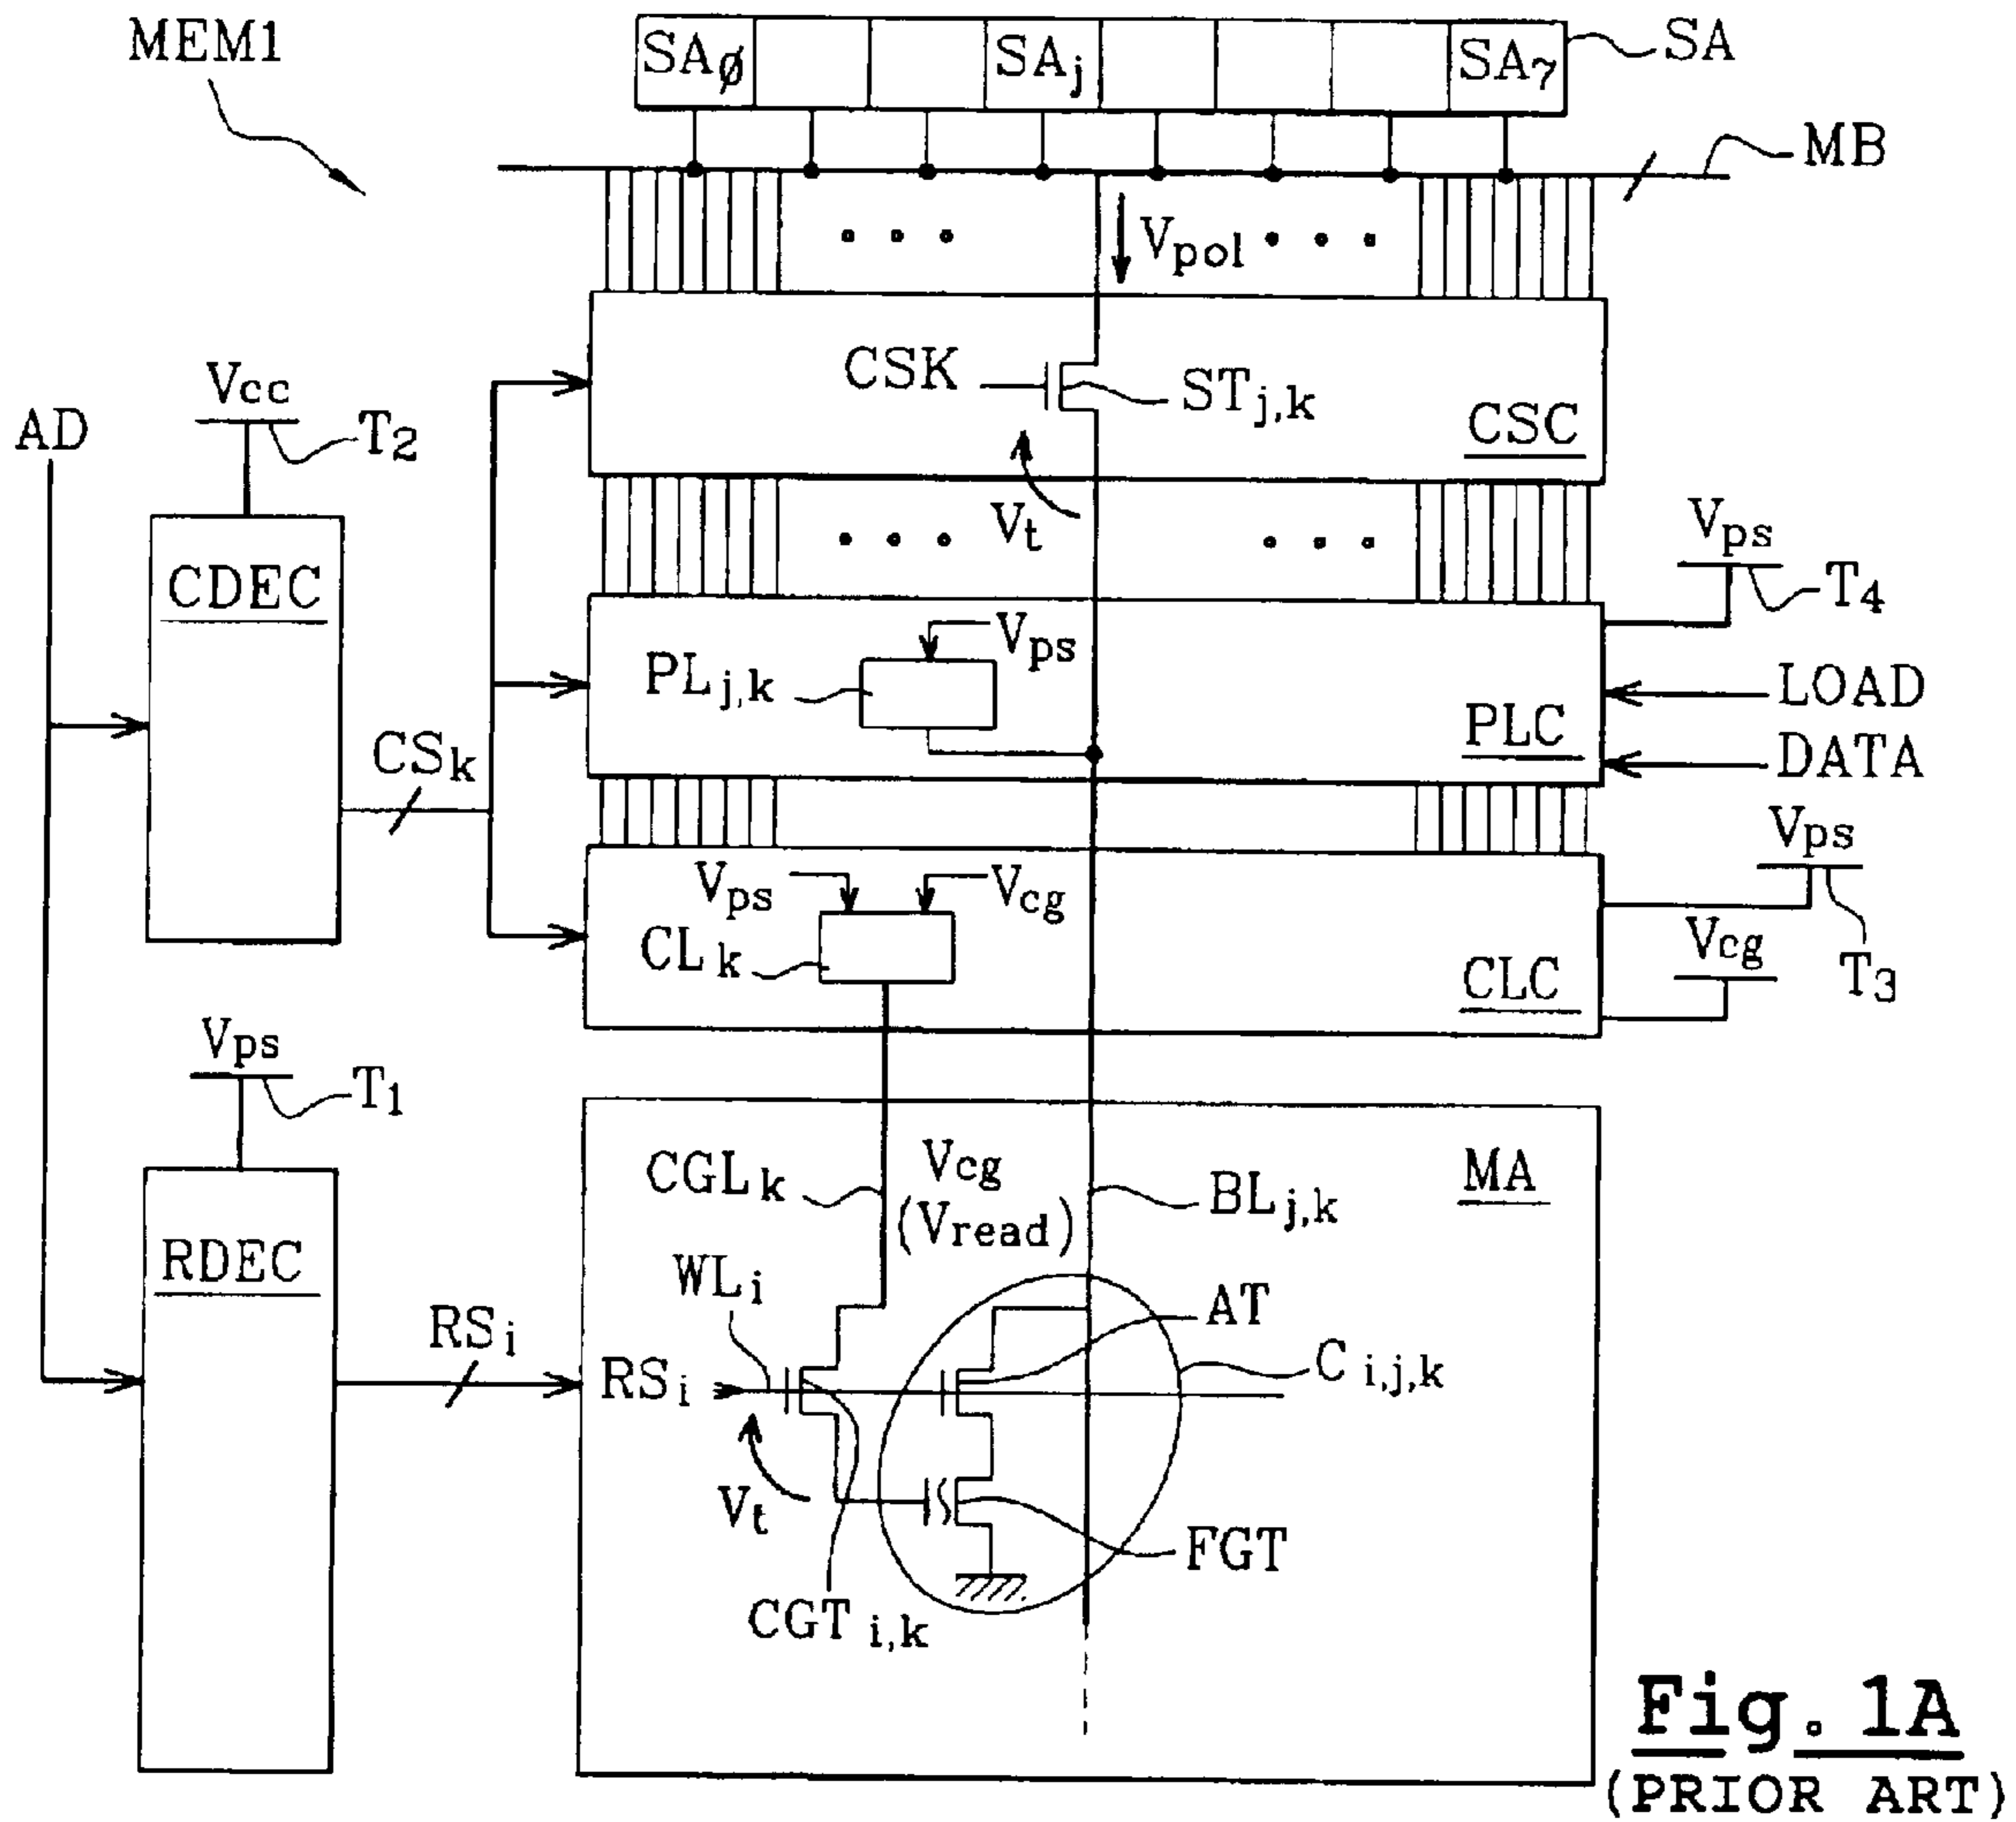 MEM1
SAø SAj SA7 SA
MB
Vpol
CSK STj,k CSC
Vcc
T2
AD
Vt
CDEC
Vps
T4
Vps
PLj,k
LOAD
PLC
DATA
CSk
Vps
Vps Vcg
CLk
Vcg
CLC
T3
Vps
T1
CGLk Vcg (Vread) BLj,k MA
RDEC
WLi AT
RSi
RSi Ci,j,k
Vt
FGT
CGTi,k
Fig. 1A
(PRIOR ART)